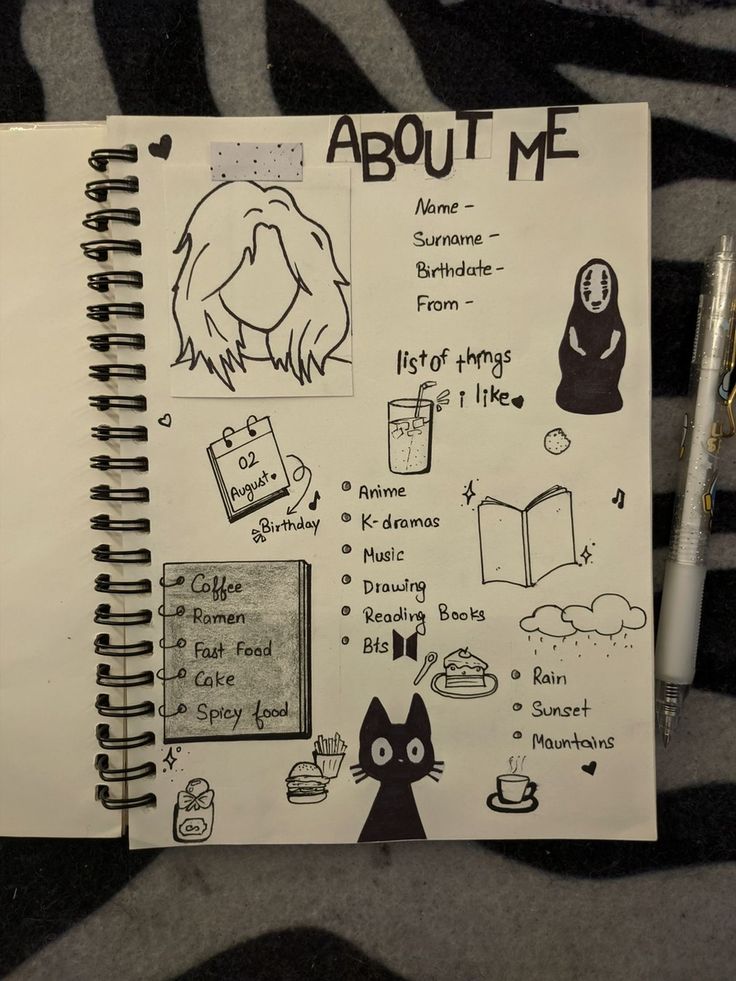 ABOUT ME
Name -
Surname -
Birthdate -
From -
list of things
i like
02
August
Birthday
Anime
K-dramas
Music
Drawing
Reading Books
Bts
Coffee
Ramen
Fast Food
Cake
Spicy food
Rain
Sunset
Mauntains